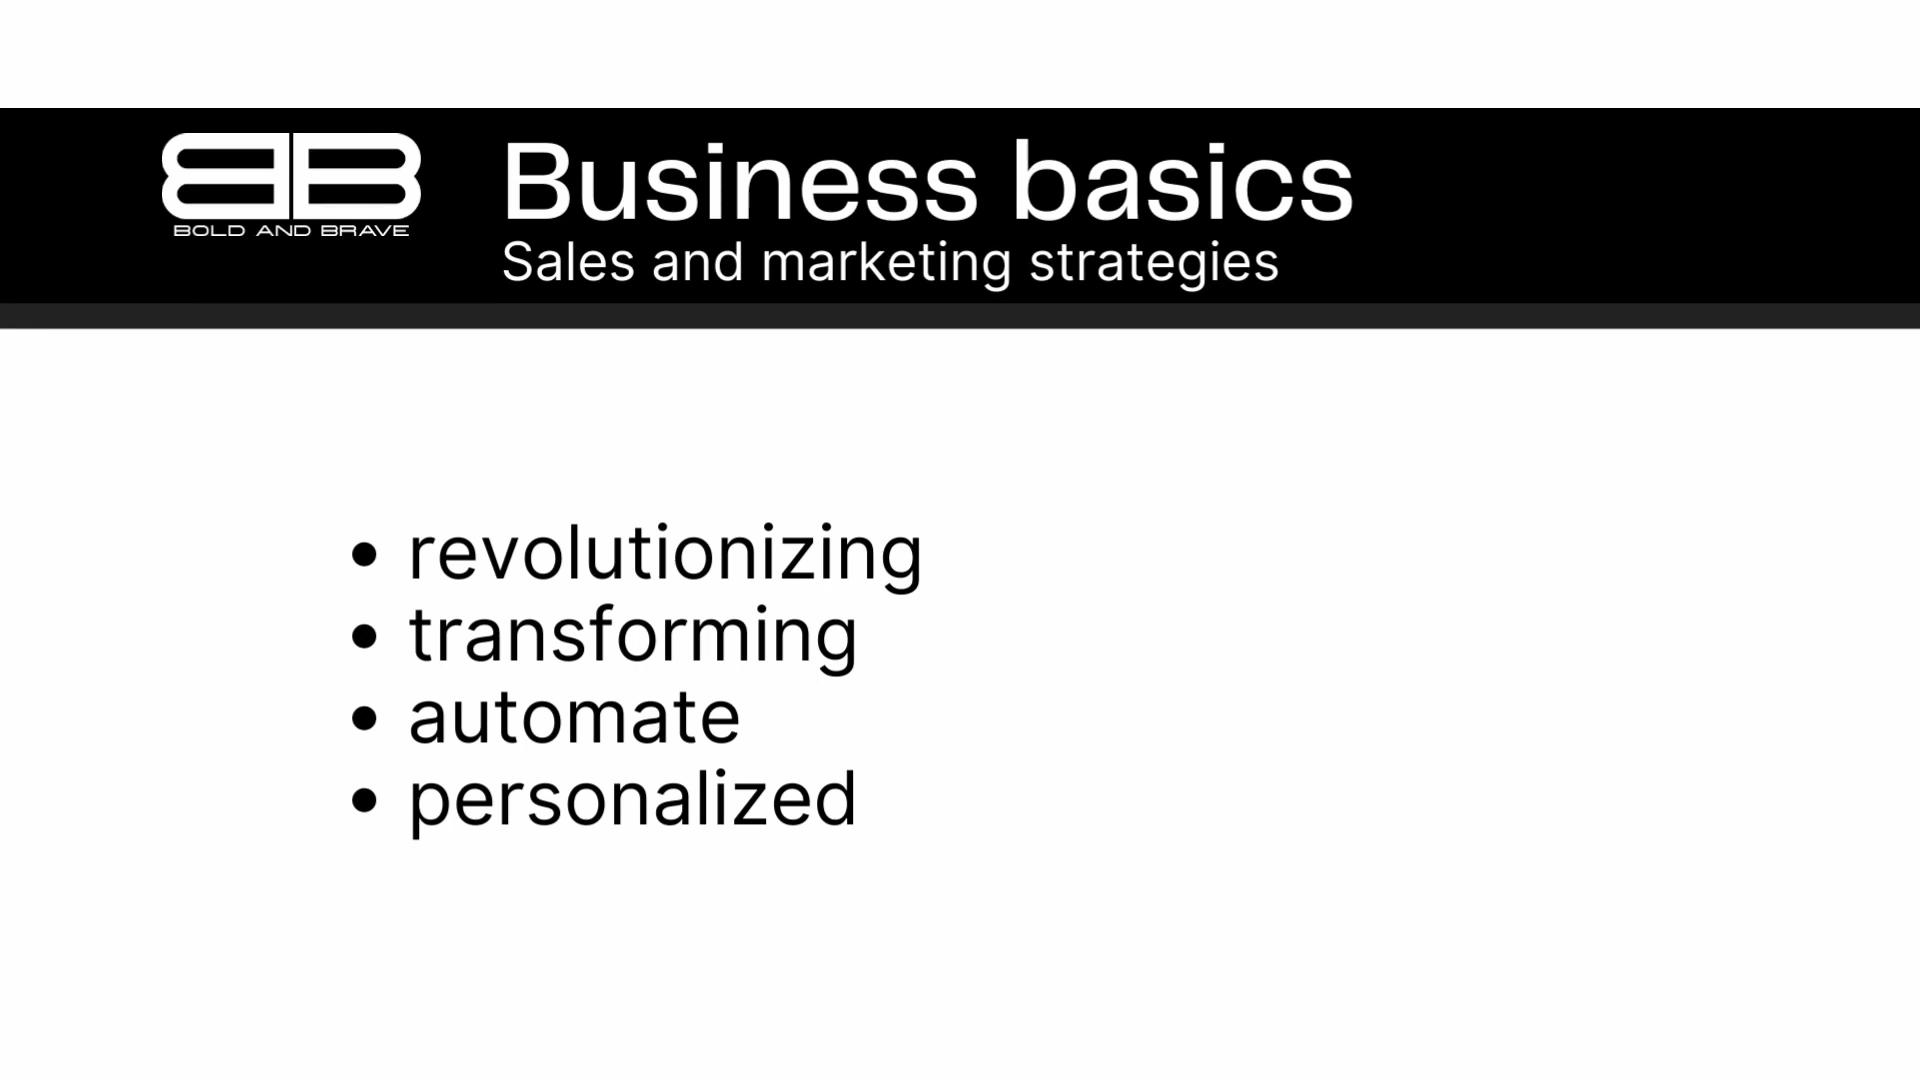 BB
BOLD AND BRAVE
Business basics
Sales and marketing strategies
• revolutionizing
• transforming
• automate
• personalized